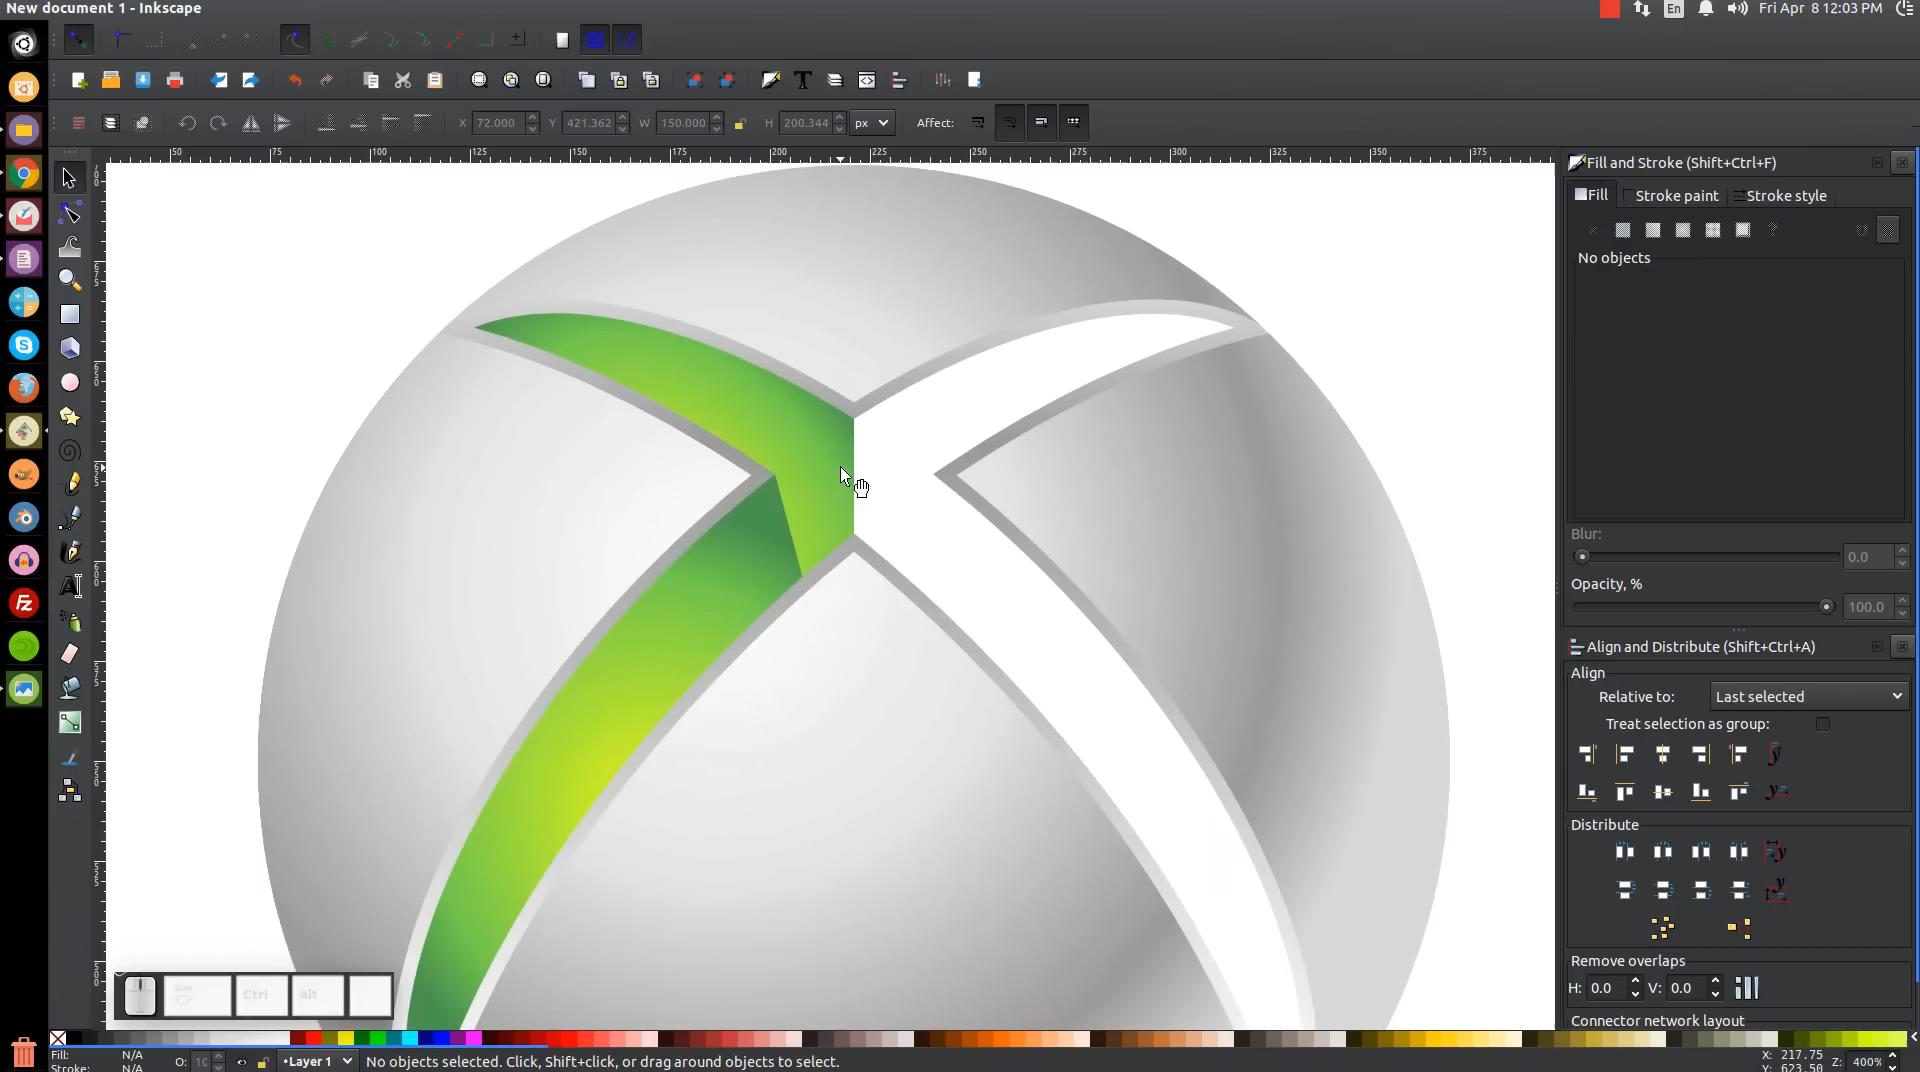 New document 1 - Inkscape
En
Fri Apr 8 12:03 PM
X 72.000 Y 421.362 W 150.000 H 200.344 px Affect:
50 75 100 125 150 175 200 225 250 275 300 325 350 375
Fill and Stroke (Shift+Ctrl+F)
Fill Stroke paint Stroke style
No objects
Blur:
0.0
Opacity, %
100.0
Align and Distribute (Shift+Ctrl+A)
Align
Relative to: Last selected
Treat selection as group:
Distribute
Remove overlaps
H: 0.0 V: 0.0
Connector network layout
Ctrl Alt
Fill: N/A
Stroke: N/A
O: 10
•Layer 1
No objects selected. Click, Shift+click, or drag around objects to select.
X: 217.75
Y: 623.50
Z: 400%